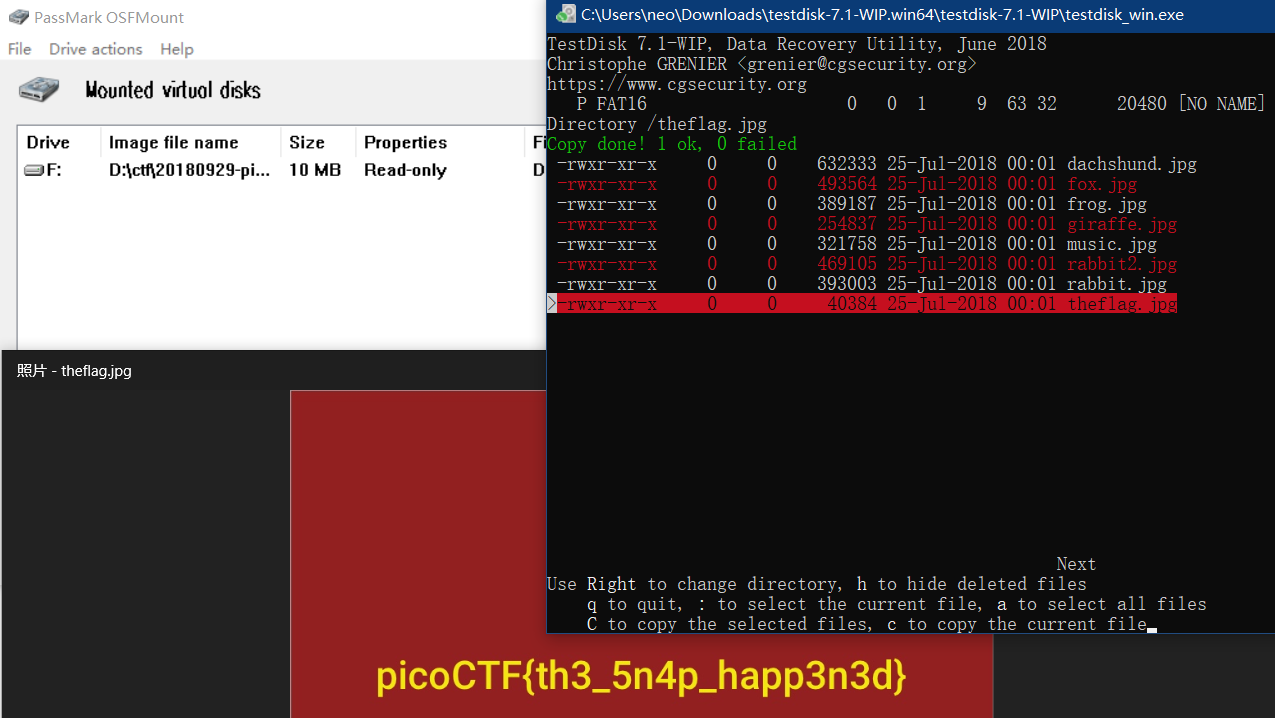 PassMark OSFMount
File Drive actions Help
Mounted virtual disks
Drive Image file name Size Properties Fi
F: D:\ctf\20180929-pi... 10 MB Read-only D
C:\Users\neo\Downloads\testdisk-7.1-WIP.win64\testdisk-7.1-WIP\testdisk_win.exe
TestDisk 7.1-WIP, Data Recovery Utility, June 2018
Christophe GRENIER <grenier@cgsecurity.org>
https://www.cgsecurity.org
P FAT16 0 0 1 9 63 32 20480 [NO NAME]
Directory /theflag.jpg
Copy done! 1 ok, 0 failed
-rwxr-xr-x 0 0 632333 25-Jul-2018 00:01 dachshund.jpg
-rwxr-xr-x 0 0 493564 25-Jul-2018 00:01 fox.jpg
-rwxr-xr-x 0 0 389187 25-Jul-2018 00:01 frog.jpg
-rwxr-xr-x 0 0 254837 25-Jul-2018 00:01 giraffe.jpg
-rwxr-xr-x 0 0 321758 25-Jul-2018 00:01 music.jpg
-rwxr-xr-x 0 0 469105 25-Jul-2018 00:01 rabbit2.jpg
-rwxr-xr-x 0 0 393003 25-Jul-2018 00:01 rabbit.jpg
>-rwxr-xr-x 0 0 40384 25-Jul-2018 00:01 theflag.jpg
Next
Use Right to change directory, h to hide deleted files
q to quit, : to select the current file, a to select all files
C to copy the selected files, c to copy the current file
照片 - theflag.jpg
picoCTF{th3_5n4p_happ3n3d}